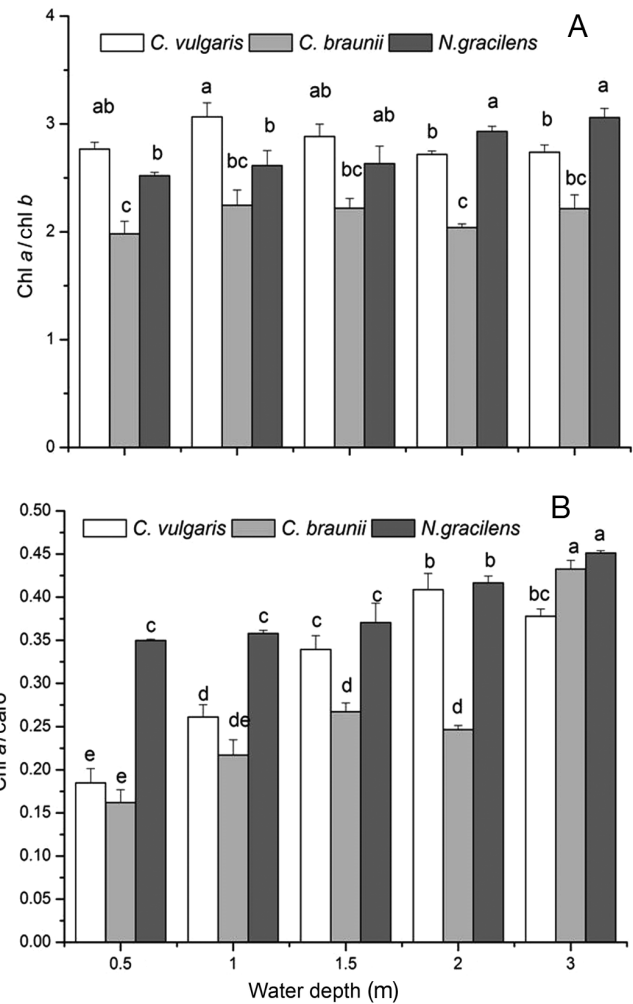 4
A
C. vulgaris C. braunii N.gracilens
a
a
ab
ab
ab
3
b
b
b
b
bc
bc
bc
c
c
2
Chl a / chl b
1
0
0.50
B
C. vulgaris C. braunii N.gracilens
a
a
0.45
b
b
bc
0.40
c
c
c
c
0.35
d
d
0.30
de
d
0.25
e
e
0.20
0.15
0.10
0.05
0.00
0.5 1 1.5 2 3
Water depth (m)